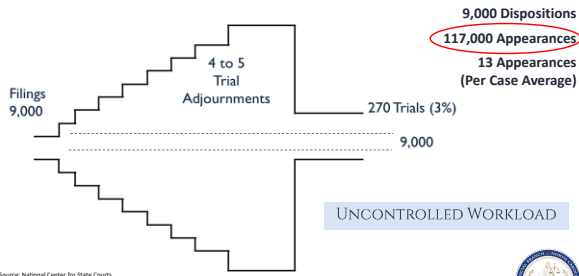 9,000 Dispositions
117,000 Appearances
13 Appearances
(Per Case Average)
4 to 5
Trial
Adjournments
Filings
9,000
270 Trials (3%)
9,000
UNCONTROLLED WORKLOAD
Source: National Center for State Courts